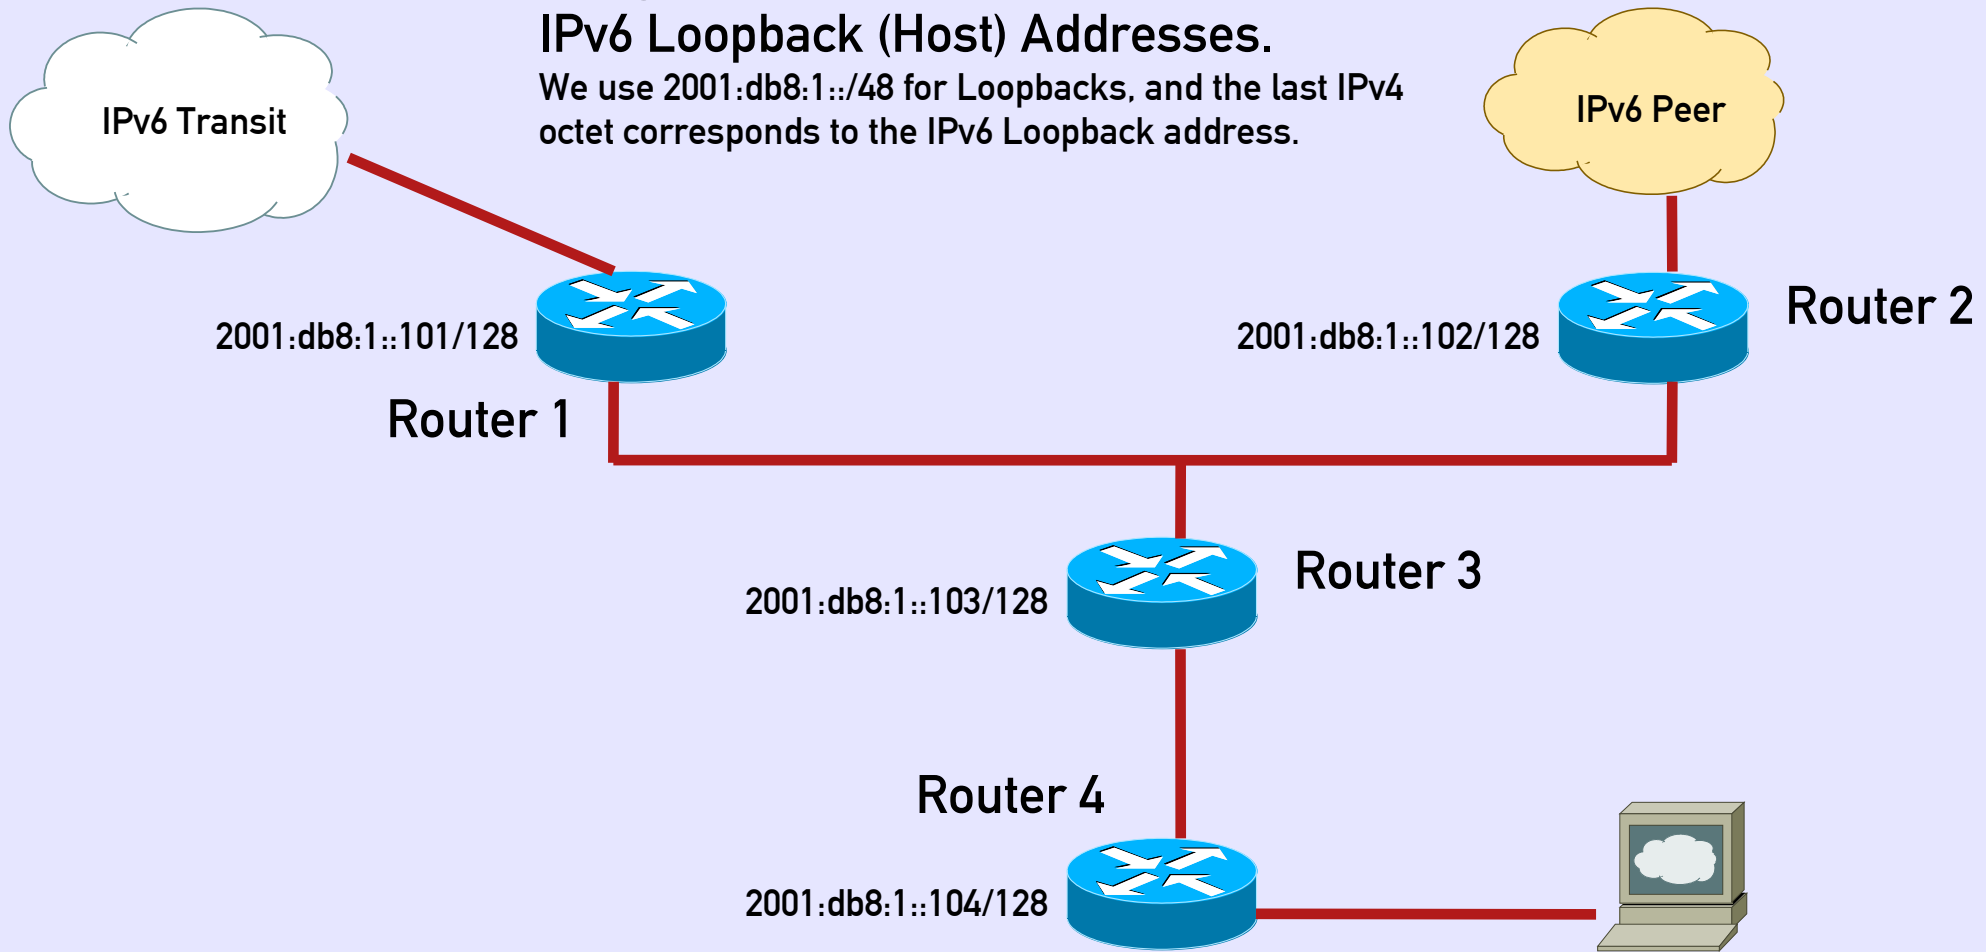 IPv6 Loopback (Host) Addresses.
We use 2001:db8:1::/48 for Loopbacks, and the last IPv4
octet corresponds to the IPv6 Loopback address.
IPv6 Transit
IPv6 Peer
2001:db8:1::101/128
Router 1
2001:db8:1::102/128
Router 2
2001:db8:1::103/128
Router 3
Router 4
2001:db8:1::104/128